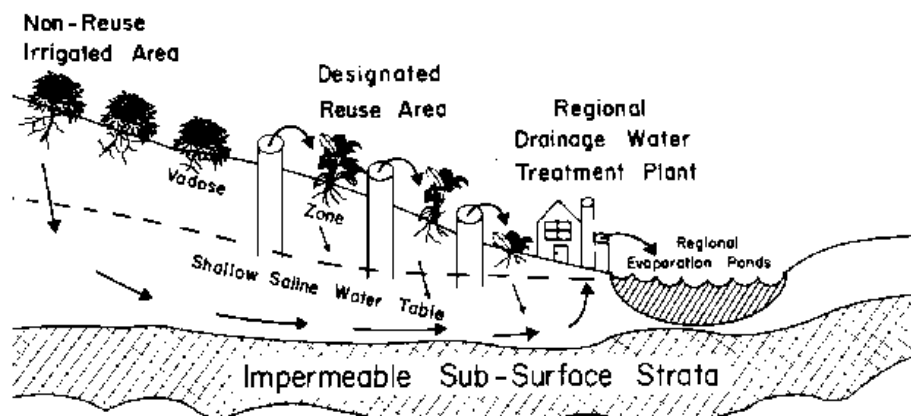 Non-Reuse
Irrigated Area
Designated
Reuse Area
Regional
Drainage Water
Treatment Plant
Vadose
Zone
Regional
Evaporation Ponds
Shallow Saline Water Table
Impermeable Sub-Surface Strata